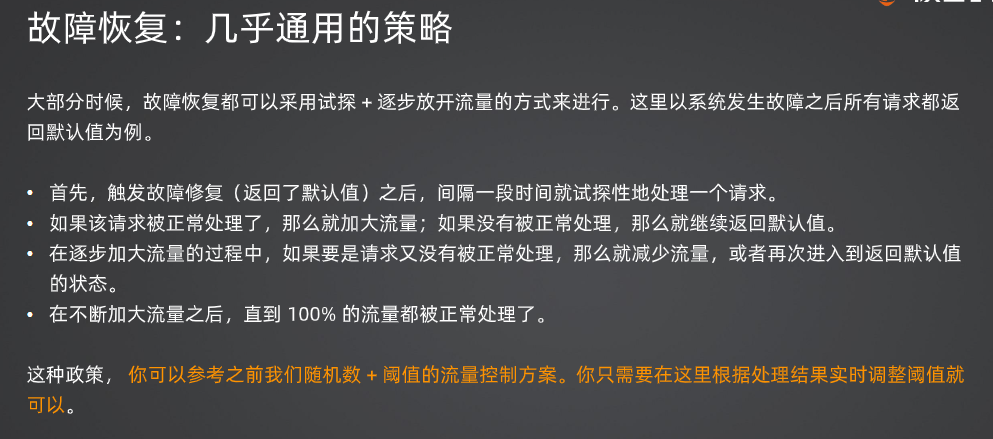 故障恢复：几乎通用的策略
大部分时候，故障恢复都可以采用试探 + 逐步放开流量的方式来进行。这里以系统发生故障之后所有请求都返
回默认值为例。
• 首先，触发故障修复（返回了默认值）之后，间隔一段时间就试探性地处理一个请求。
• 如果该请求被正常处理了，那么就加大流量；如果没有被正常处理，那么就继续返回默认值。
• 在逐步加大流量的过程中，如果要是请求又没有被正常处理，那么就减少流量，或者再次进入到返回默认值
的状态。
• 在不断加大流量之后，直到 100% 的流量都被正常处理了。
这种政策， 你可以参考之前我们随机数 + 阈值的流量控制方案。你只需要在这里根据处理结果实时调整阈值就
可以。